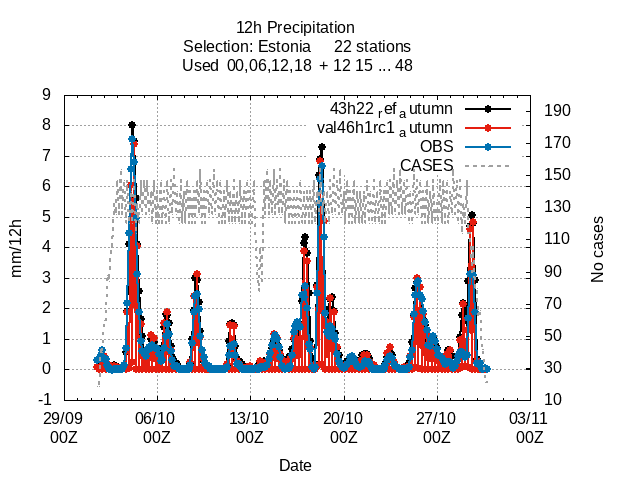 12h Precipitation
Selection: Estonia 22 stations
Used 00,06,12,18 + 12 15 ... 48
43h22 ref autumn
val46h1rc1 autumn
OBS
CASES
mm/12h
9
8
7
6
5
4
3
2
1
0
-1
190
170
150
130
110
90
70
50
30
10
No cases
29/09 06/10 13/10 20/10 27/10 03/11
00Z 00Z 00Z 00Z 00Z 00Z
Date